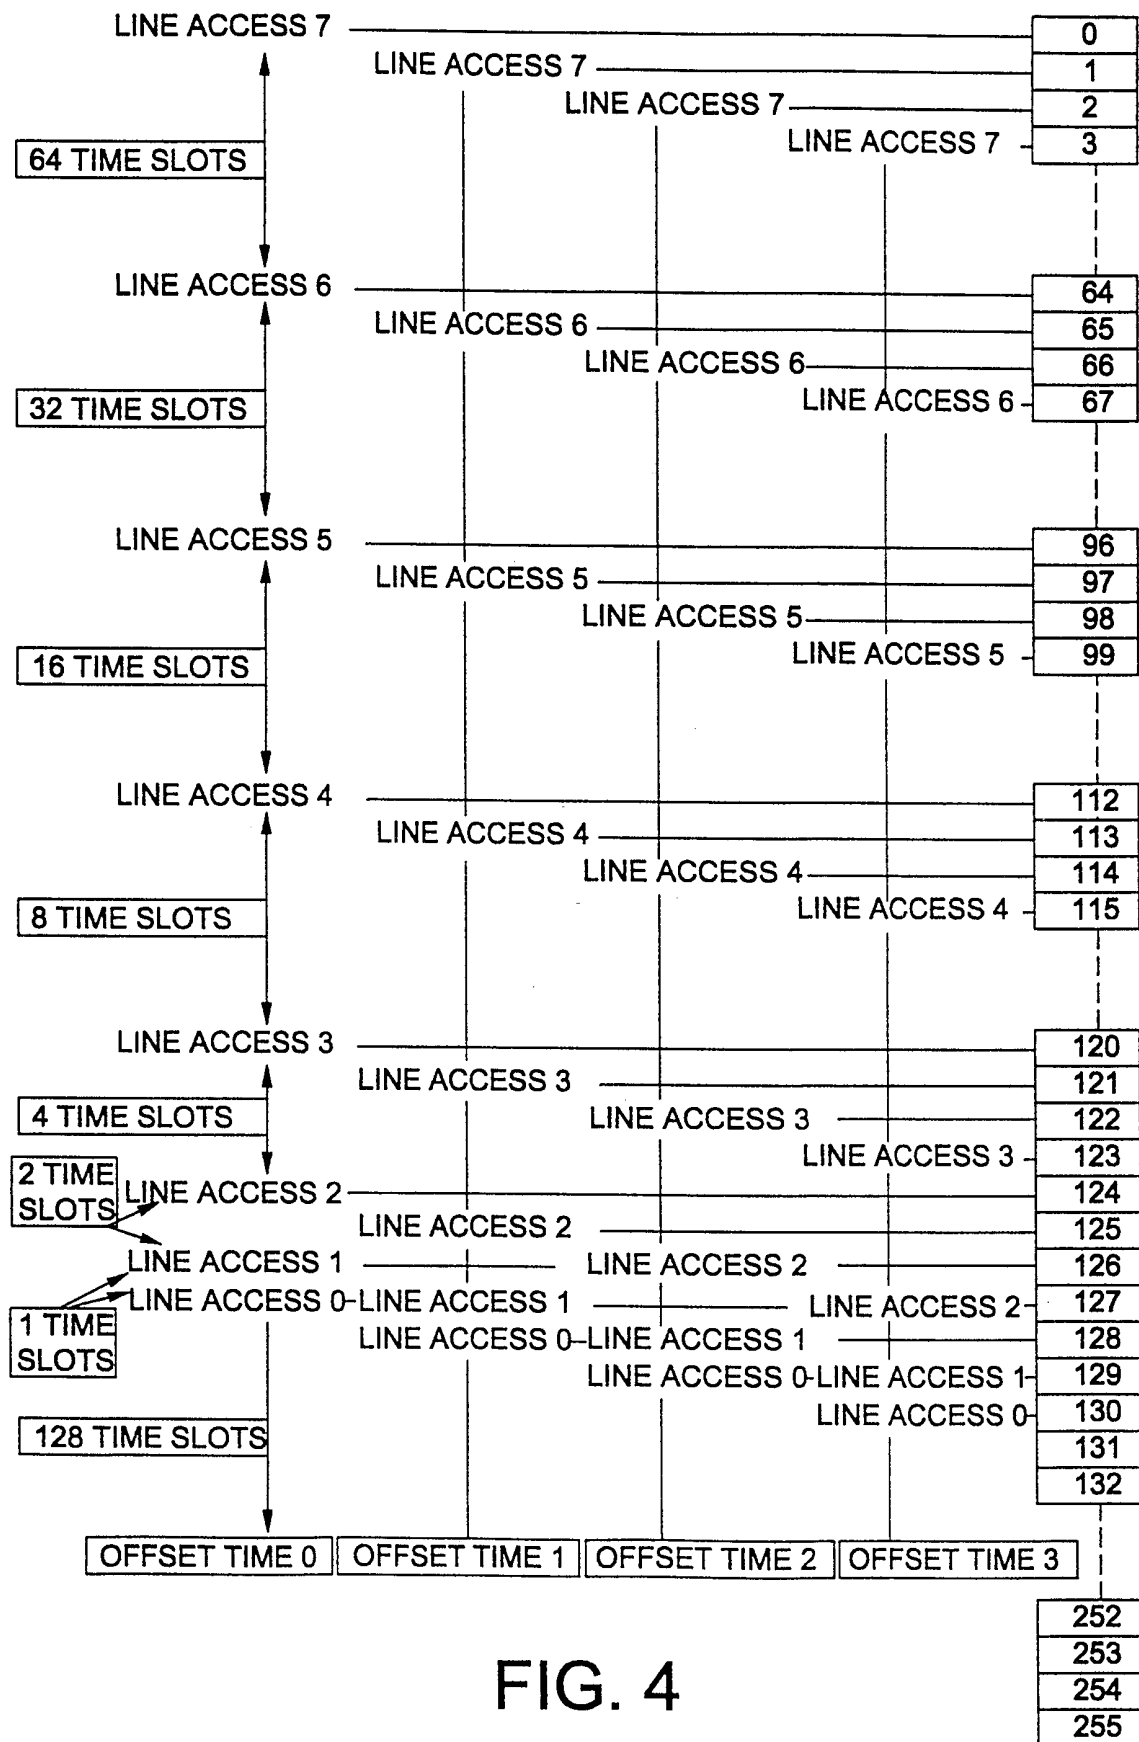 LINE ACCESS 7 0
LINE ACCESS 7 1
LINE ACCESS 7 2
LINE ACCESS 7 3
64 TIME SLOTS
LINE ACCESS 6 64
LINE ACCESS 6 65
LINE ACCESS 6 66
LINE ACCESS 6 67
32 TIME SLOTS
LINE ACCESS 5 96
LINE ACCESS 5 97
LINE ACCESS 5 98
LINE ACCESS 5 99
16 TIME SLOTS
LINE ACCESS 4 112
LINE ACCESS 4 113
LINE ACCESS 4 114
LINE ACCESS 4 115
8 TIME SLOTS
LINE ACCESS 3 120
LINE ACCESS 3 121
4 TIME SLOTS LINE ACCESS 3 122
LINE ACCESS 3 123
2 TIME
SLOTS
LINE ACCESS 2 124
LINE ACCESS 2 125
LINE ACCESS 1 LINE ACCESS 2 126
LINE ACCESS 0 LINE ACCESS 1 LINE ACCESS 2 127
1 TIME
SLOTS
LINE ACCESS 0 LINE ACCESS 1 128
LINE ACCESS 0 LINE ACCESS 1 129
LINE ACCESS 0 130
128 TIME SLOTS 131
132
OFFSET TIME 0 OFFSET TIME 1 OFFSET TIME 2 OFFSET TIME 3
252
253
254
255
FIG. 4